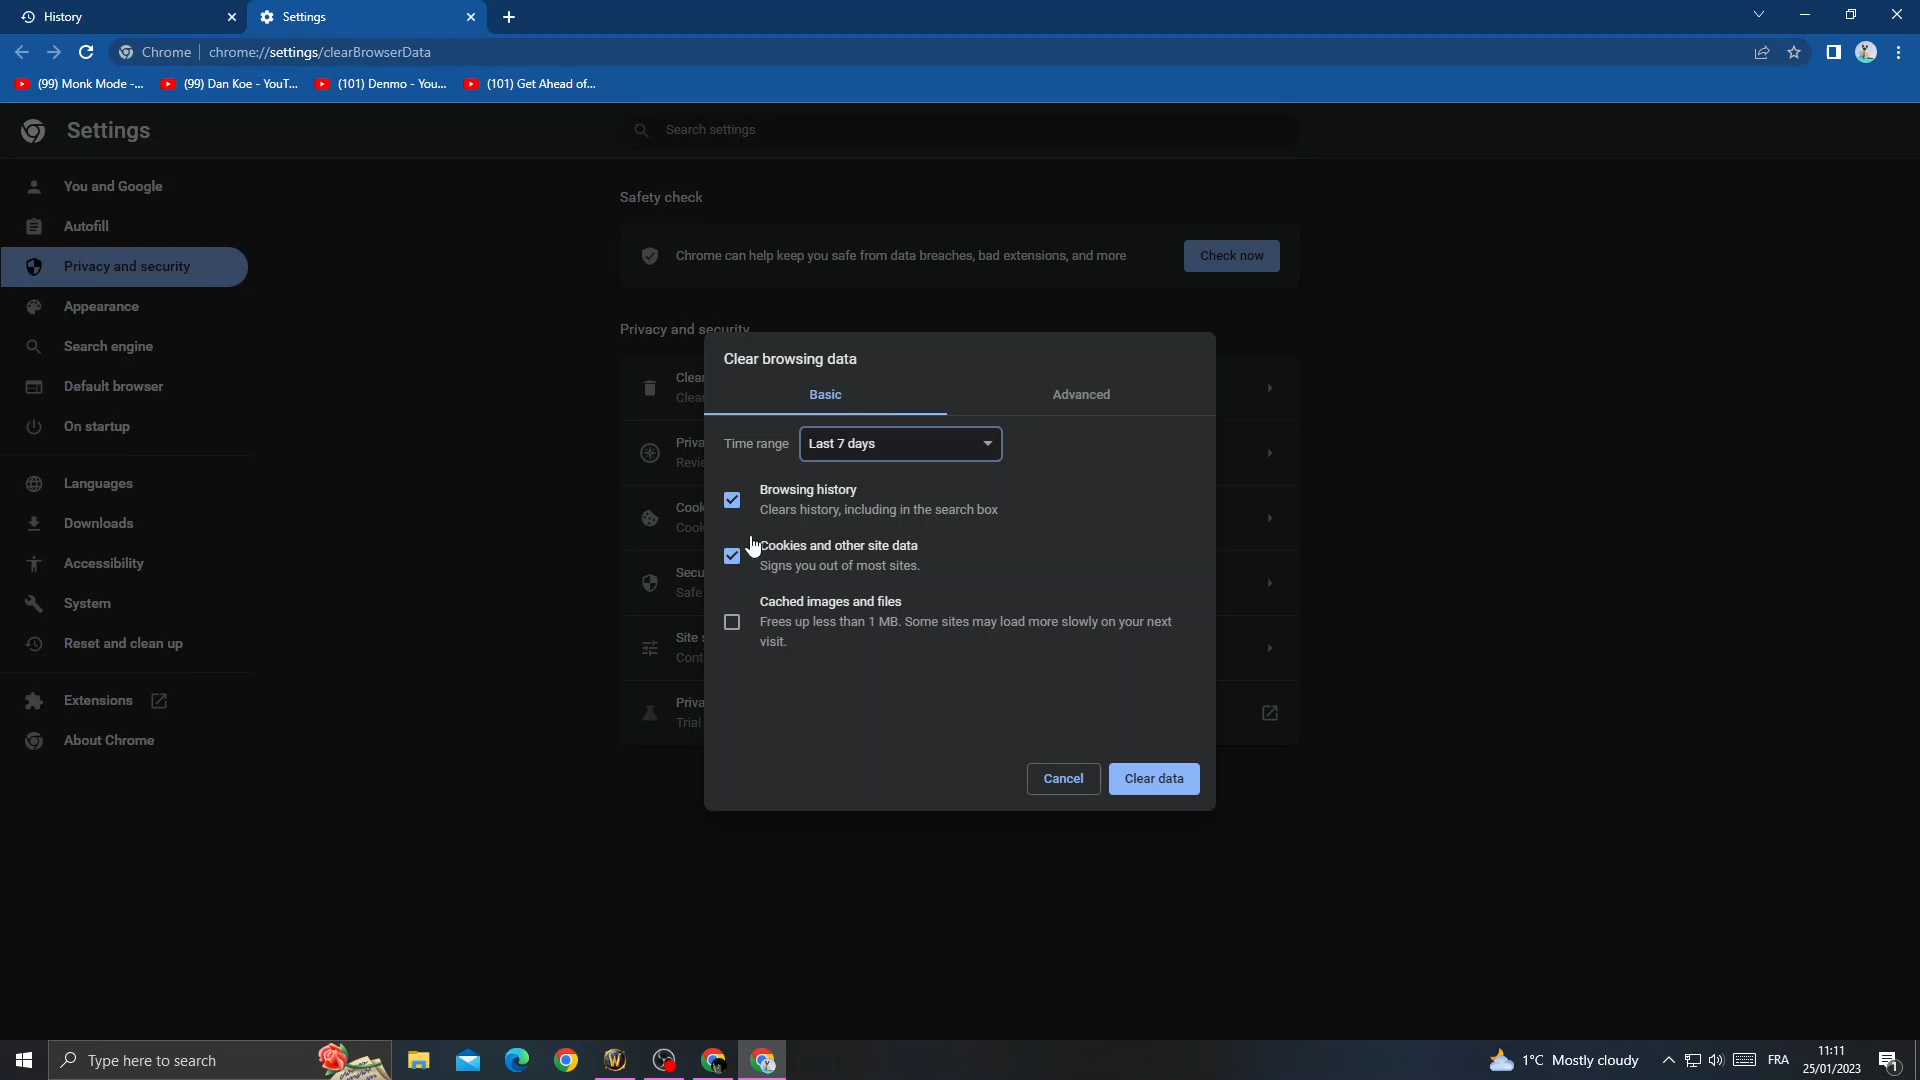 History
Settings
Chrome
chrome://settings/clearBrowserData
(99) Monk Mode -...
(99) Dan Koe - YouT...
(101) Denmo - You...
(101) Get Ahead of...
Settings
Search settings
You and Google
Autofill
Privacy and security
Appearance
Search engine
Default browser
On startup
Languages
Downloads
Accessibility
System
Reset and clean up
Extensions
About Chrome
Safety check
Chrome can help keep you safe from data breaches, bad extensions, and more
Check now
Privacy and security
Clear browsing data
Basic
Advanced
Time range
Last 7 days
Browsing history
Clears history, including in the search box
Cookies and other site data
Signs you out of most sites.
Cached images and files
Frees up less than 1 MB. Some sites may load more slowly on your next
visit.
Cancel
Clear data
Type here to search
1°C Mostly cloudy
FRA
11:11
25/01/2023
1